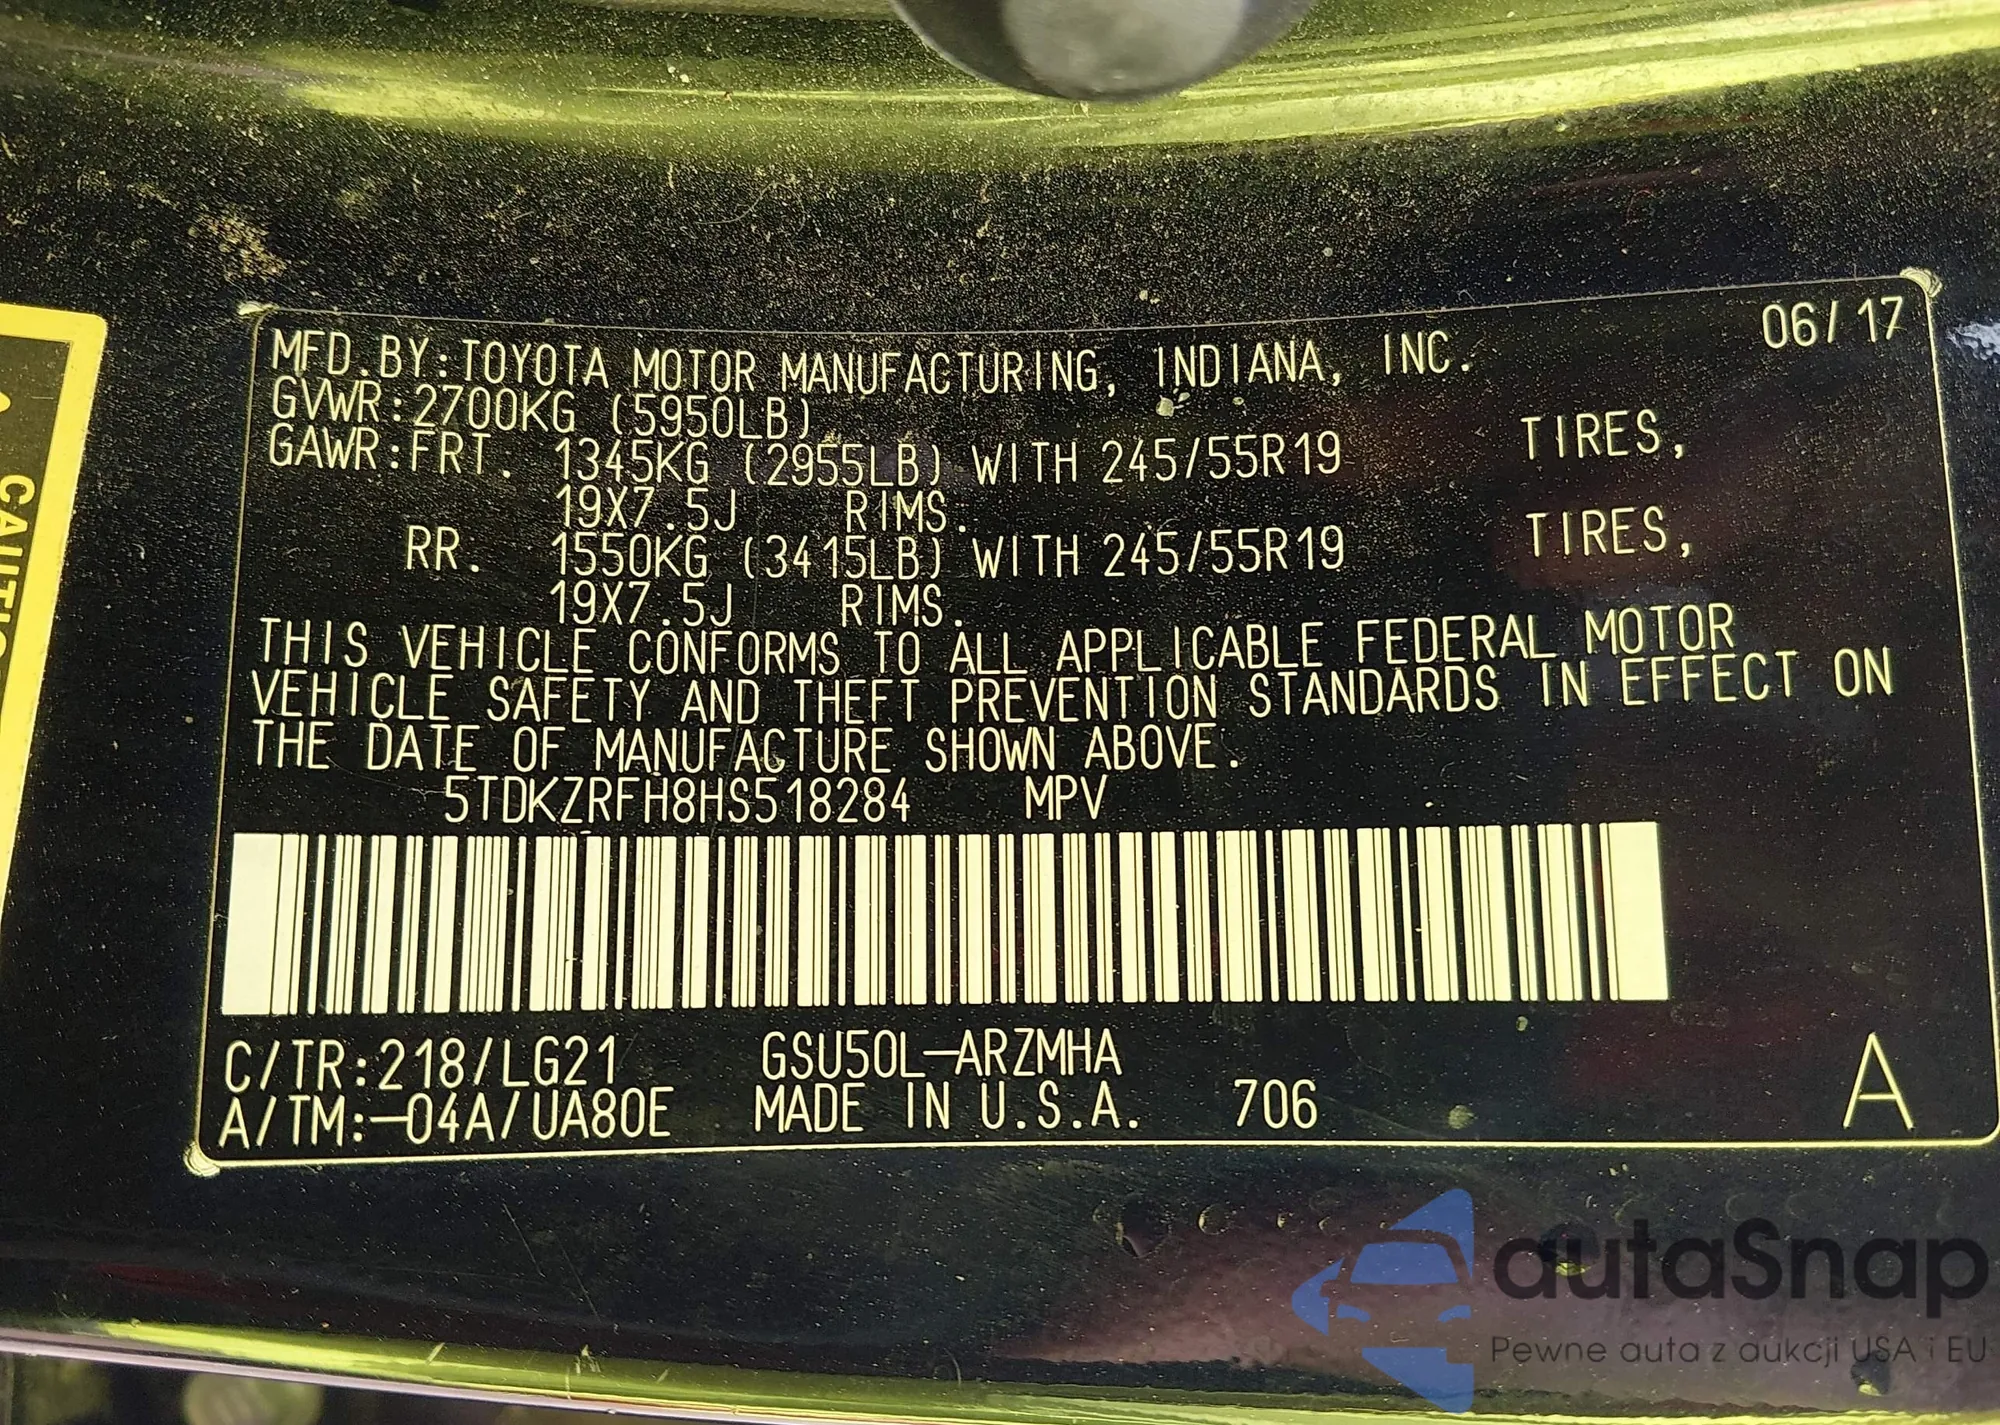 MFD.BY:TOYOTA MOTOR MANUFACTURING, INDIANA, INC. 06/17
GVWR:2700KG (5950LB)
GAWR:FRT. 1345KG (2955LB) WITH 245/55R19 TIRES,
19X7.5J RIMS.
RR. 1550KG (3415LB) WITH 245/55R19 TIRES,
19X7.5J RIMS.
THIS VEHICLE CONFORMS TO ALL APPLICABLE FEDERAL MOTOR
VEHICLE SAFETY AND THEFT PREVENTION STANDARDS IN EFFECT ON
THE DATE OF MANUFACTURE SHOWN ABOVE.
5TDKZRFH8HS518284 MPV
C/TR:218/LG21 GSU50L-ARZMHA
A/TM:-04A/UA80E MADE IN U.S.A. 706 A
autaSnap
Pewne auta z aukcji USA i EU